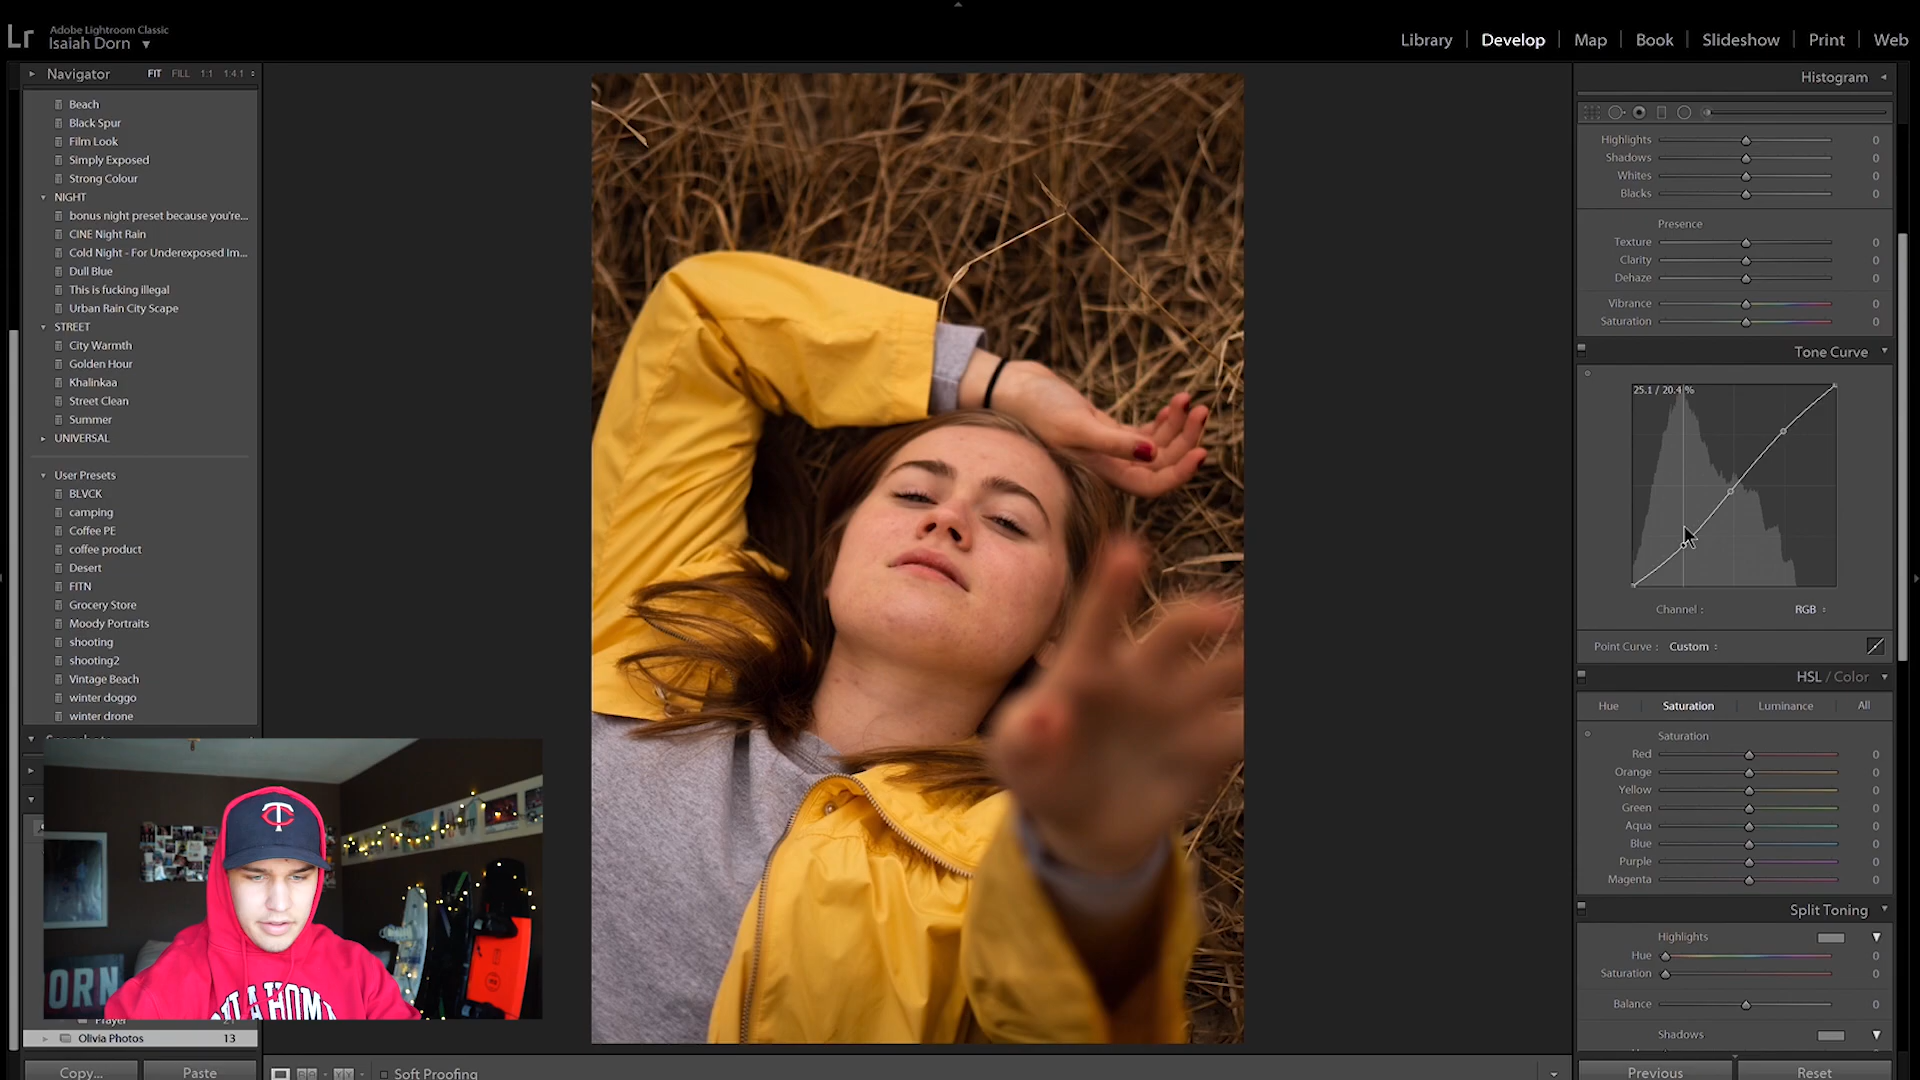 Lr
Adobe Lightroom Classic
Isaiah Dorn
Library | Develop | Map | Book | Slideshow | Print | Web
Navigator FIT FILL 1:1 1:4.1
Beach
Black Spur
Film Look
Simply Exposed
Strong Colour
NIGHT
bonus night preset because you're...
CINE Night Rain
Cold Night - For Underexposed Im...
Dull Blue
This is fucking illegal
Urban Rain City Scape
STREET
City Warmth
Golden Hour
Khalinkaa
Street Clean
Summer
UNIVERSAL
User Presets
BLVCK
camping
Coffee PE
coffee product
Desert
FITN
Grocery Store
Moody Portraits
shooting
shooting2
Vintage Beach
winter doggo
winter drone
TC
DORN
OKLAHOMA
Prayer 21
Olivia Photos 13
Copy... Paste
Soft Proofing
Histogram
Highlights 0
Shadows 0
Whites 0
Blacks 0
Presence
Texture 0
Clarity 0
Dehaze 0
Vibrance 0
Saturation 0
Tone Curve
25.1 / 20.4 %
Channel : RGB
Point Curve : Custom
HSL / Color
Hue Saturation Luminance All
Saturation
Red 0
Orange 0
Yellow 0
Green 0
Aqua 0
Blue 0
Purple 0
Magenta 0
Split Toning
Highlights
Hue 0
Saturation 0
Balance 0
Shadows
Previous Reset